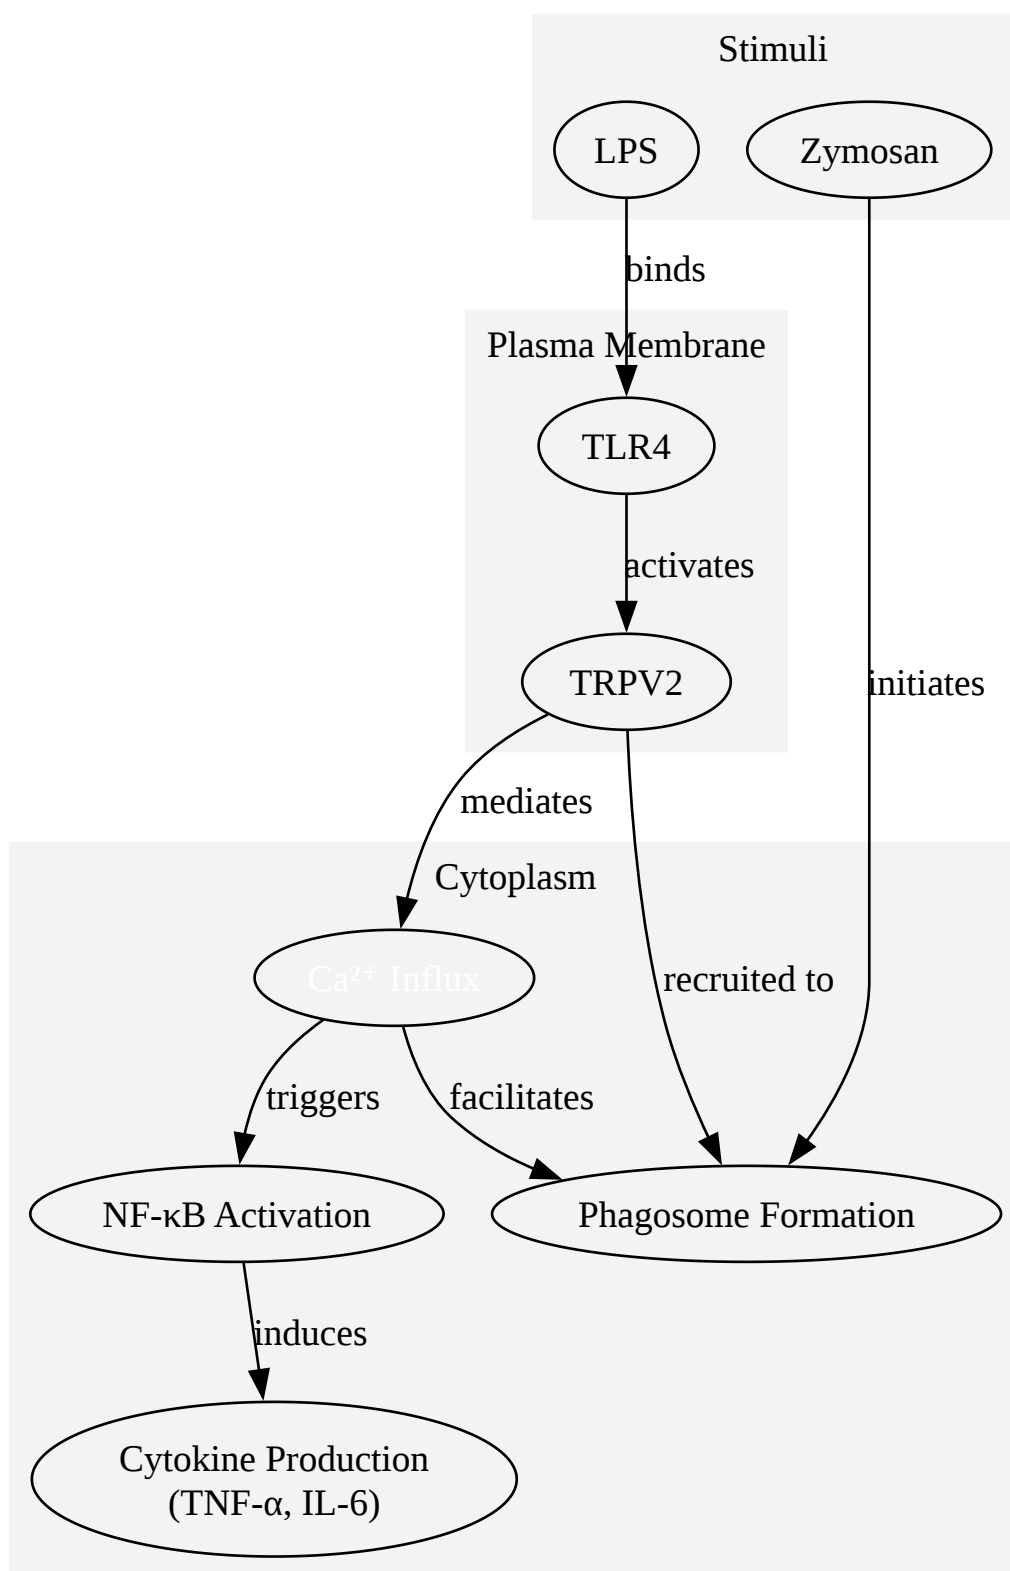 Stimuli
LPS
Zymosan
binds
Plasma Membrane
TLR4
activates
TRPV2
initiates
mediates
Cytoplasm
Ca²⁺ Influx
recruited to
triggers
facilitates
NF-κB Activation
Phagosome Formation
induces
Cytokine Production
(TNF-α, IL-6)